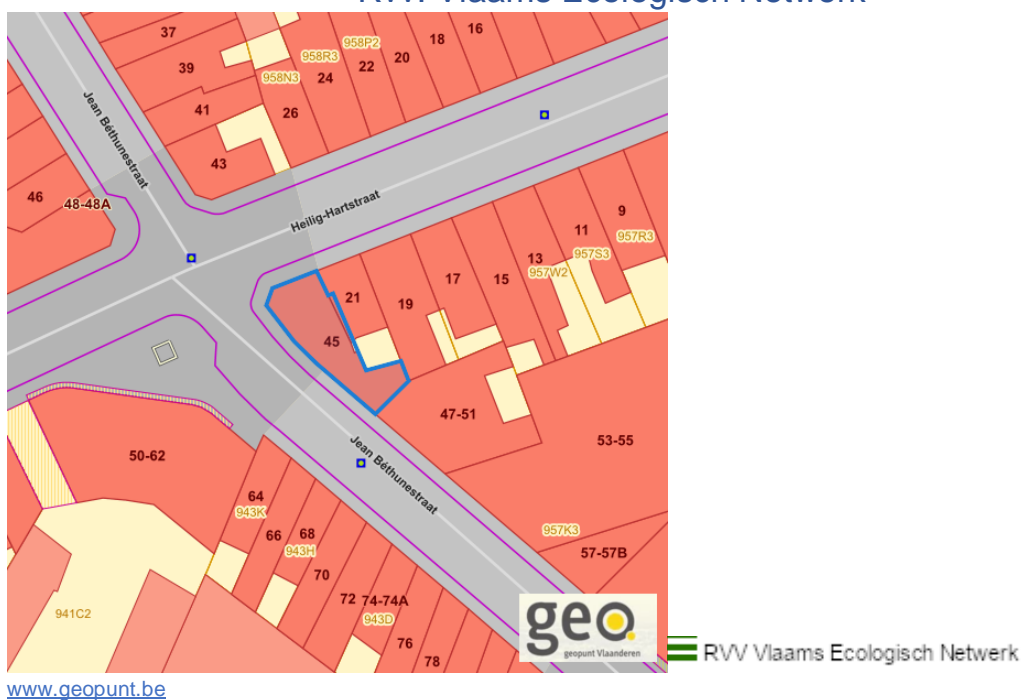 RVV Vlaams Ecologisch Netwerk
37
958P2
18
16
39
958R3
20
22
958N3
24
41
26
Jean Béthunestraat
43
46
48-48A
Heilig-Hartstraat
9
11
957R3
957S3
13
957W2
17
15
21
19
45
47-51
53-55
50-62
Jean Béthunestraat
64
943K
66
68
943H
957K3
57-57B
70
72
74-74A
943D
941C2
76
78
geo
geopunt Vlaanderen
RVV Vlaams Ecologisch Netwerk
www.geopunt.be